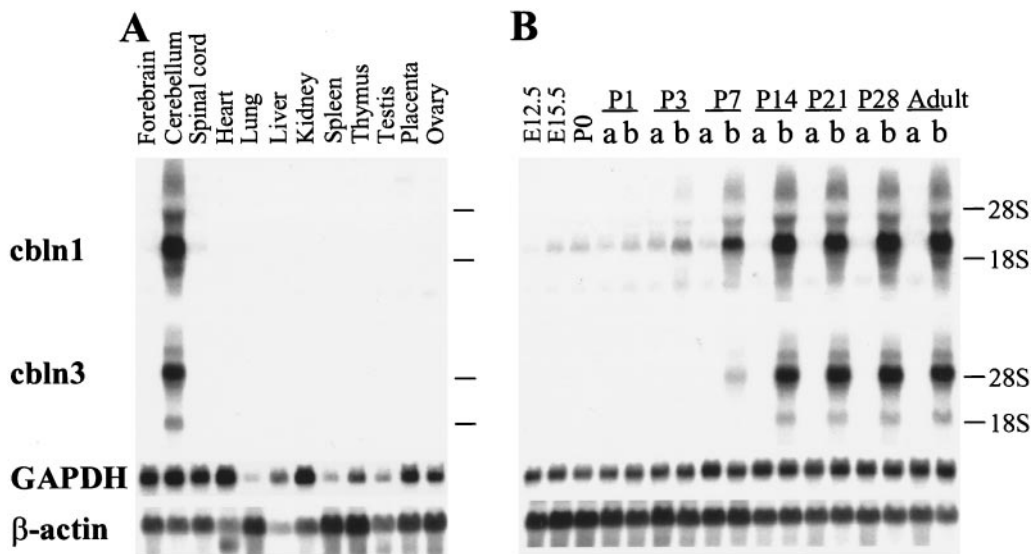 A
B
Forebrain
Cerebellum
Spinal cord
Heart
Lung
Liver
Kidney
Spleen
Thymus
Testis
Placenta
Ovary
E12.5
E15.5
P0
P1
P3
P7
P14
P21
P28
Adult
a b a b a b a b a b a b a b
cbln1
28S
18S
cbln3
28S
18S
GAPDH
β-actin